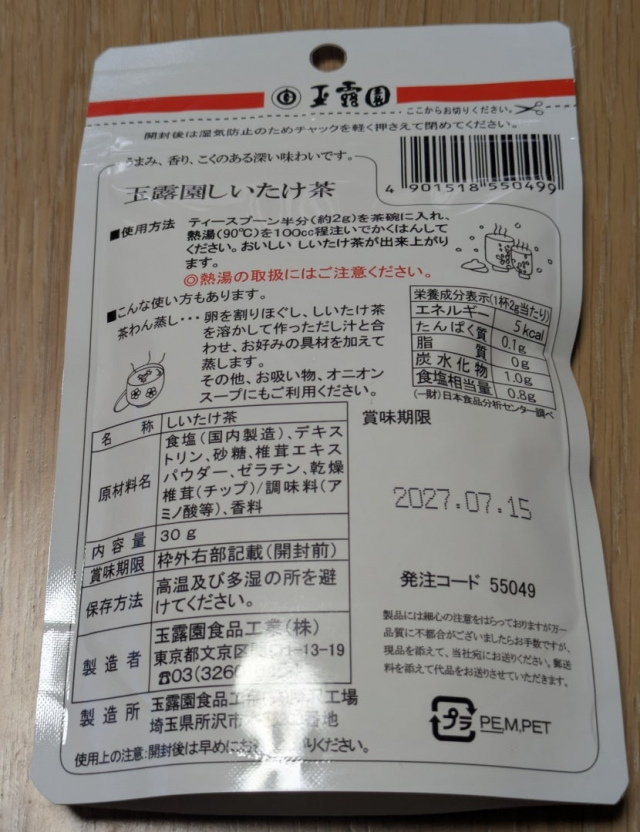 玉露園
ここからお切りください。
開封後は湿気防止のためチャックを軽く押さえて閉めてください。
うまみ、香り、こくのある深い味わいです。
玉露園しいたけ茶
4 901518 550499
■使用方法 ティースプーン半分(約2g)を茶碗に入れ、
熱湯(90℃)を100cc程注いでかくはんして
ください。おいしい しいたけ茶が出来上がり
ます。
◎熱湯の取扱にはご注意ください。
■こんな使い方もあります。
茶わん蒸し・・・卵を割りほぐし、しいたけ茶
を溶かして作っただし汁と合
わせ、お好みの具材を加えて
蒸します。
その他、お吸い物、オニオン
スープにもご利用ください。
栄養成分表示(1杯2g当たり)
エネルギー 5kcal
たんぱく質 0.1g
脂質 0g
炭水化物 1.0g
食塩相当量 0.8g
(一財)日本食品分析センター調べ
名称 しいたけ茶
原材料名 食塩(国内製造)、デキス
トリン、砂糖、椎茸エキス
パウダー、ゼラチン、乾燥
椎茸(チップ)/調味料(ア
ミノ酸等)、香料
内容量 30g
賞味期限 枠外右部記載(開封前)
保存方法 高温及び多湿の所を避
けてください。
製造者 玉露園食品工業(株)
東京都文京区 1-13-19
☎03(326
製造所 玉露園食品工 工場
埼玉県所沢市 地
使用上の注意:開封後は早めに りください。
賞味期限
2027.07.15
発注コード 55049
製品には細心の注意をはらっておりますが万一
品質に不都合がございましたらお手数ですが、
現品を添えて、当社宛にお送りください。郵送
料を添えて代品をお送りさせていただきます。
プラ PE,M,PET